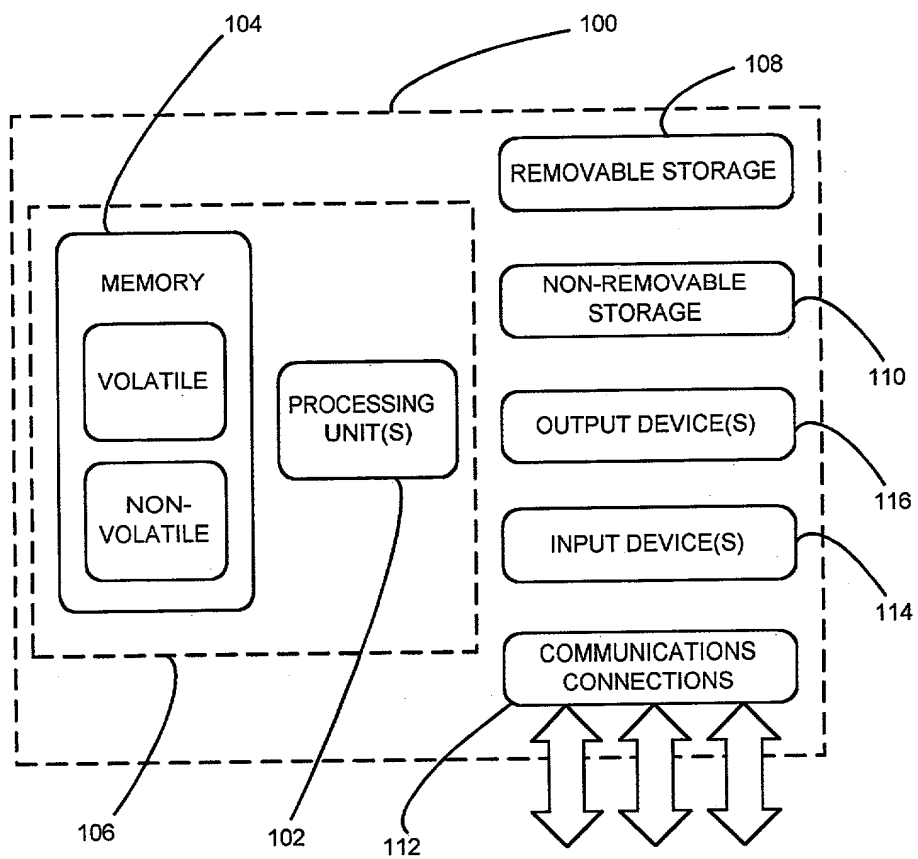 104
100
108
REMOVABLE STORAGE
MEMORY
NON-REMOVABLE
STORAGE
VOLATILE
110
PROCESSING
UNIT(S)
OUTPUT DEVICE(S)
116
NON-
VOLATILE
INPUT DEVICE(S)
114
COMMUNICATIONS
CONNECTIONS
106
102
112